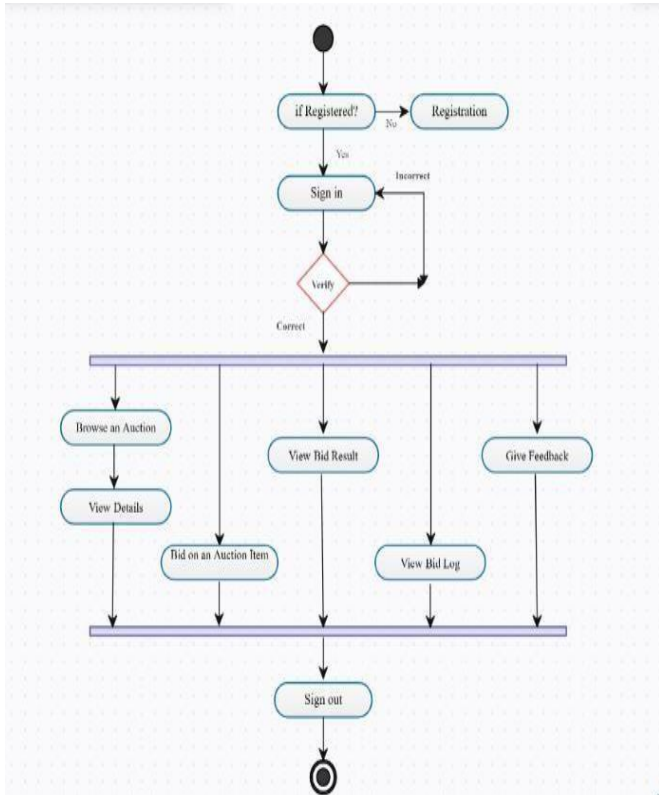 if Registered?
Registration
No
Yes
Incorrect
Sign in
Verify
Correct
Browse an Auction
View Bid Result
Give Feedback
View Details
Bid on an Auction Item
View Bid Log
Sign out